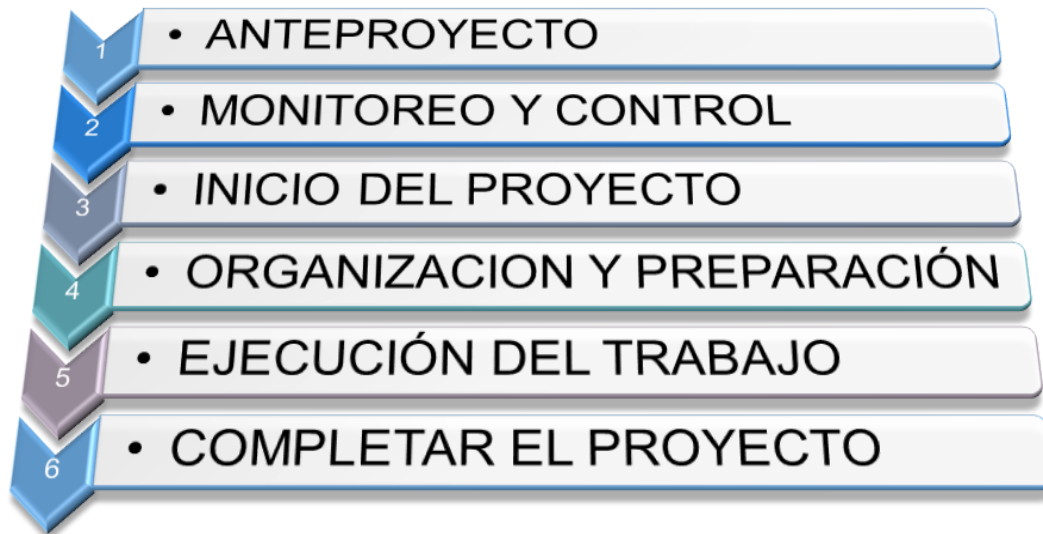 1 • ANTEPROYECTO
2 • MONITOREO Y CONTROL
3 • INICIO DEL PROYECTO
4 • ORGANIZACION Y PREPARACIÓN
5 • EJECUCIÓN DEL TRABAJO
6 • COMPLETAR EL PROYECTO